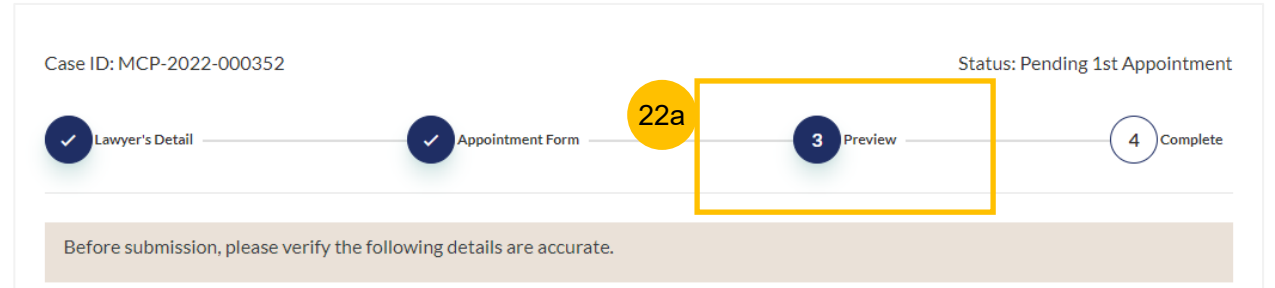 Case ID: MCP-2022-000352
Status: Pending 1st Appointment
22a
Lawyer's Detail
Appointment Form
3 Preview
4 Complete
Before submission, please verify the following details are accurate.